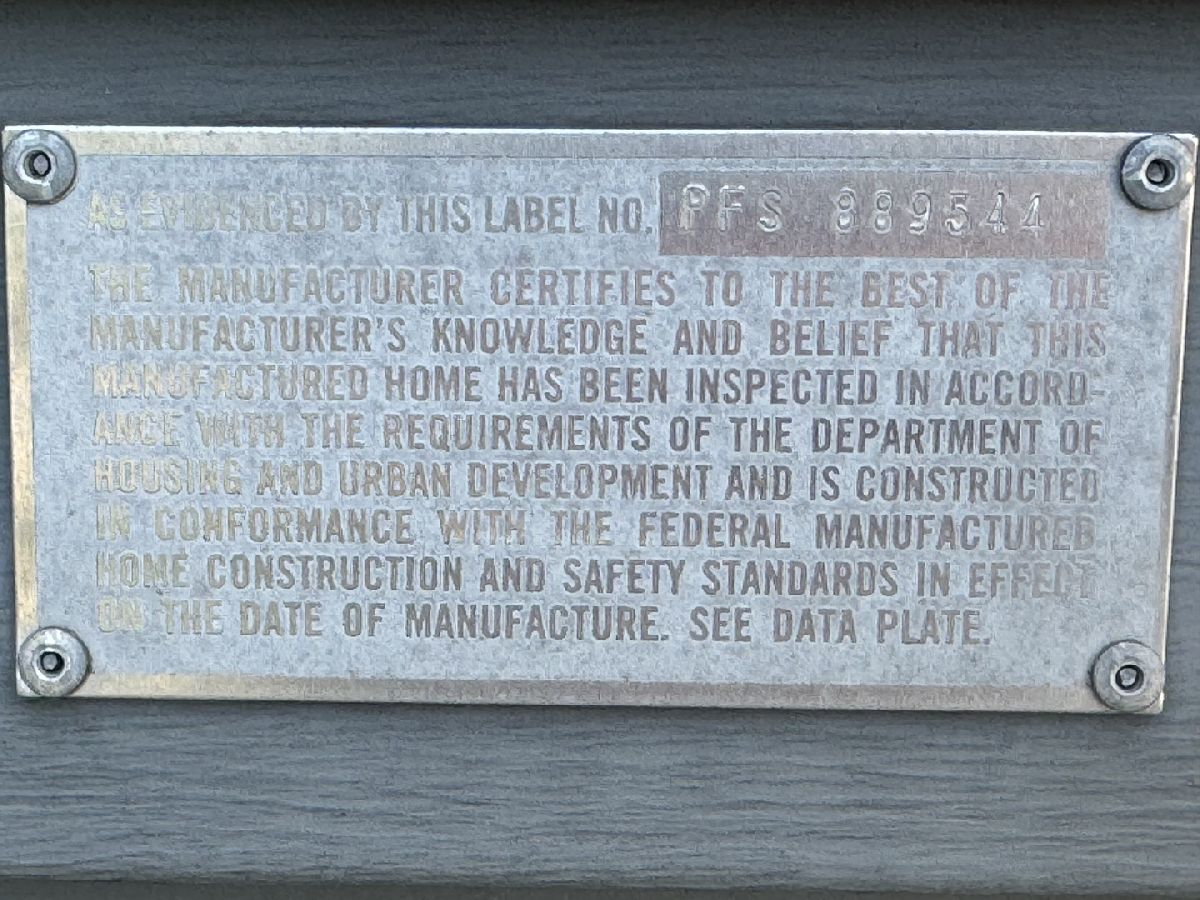 AS EVIDENCED BY THIS LABEL NO. PFS 889544
THE MANUFACTURER CERTIFIES TO THE BEST OF THE
MANUFACTURER'S KNOWLEDGE AND BELIEF THAT THIS
MANUFACTURED HOME HAS BEEN INSPECTED IN ACCORD-
ANCE WITH THE REQUIREMENTS OF THE DEPARTMENT OF
HOUSING AND URBAN DEVELOPMENT AND IS CONSTRUCTED
IN CONFORMANCE WITH THE FEDERAL MANUFACTURED
HOME CONSTRUCTION AND SAFETY STANDARDS IN EFFECT
ON THE DATE OF MANUFACTURE. SEE DATA PLATE.